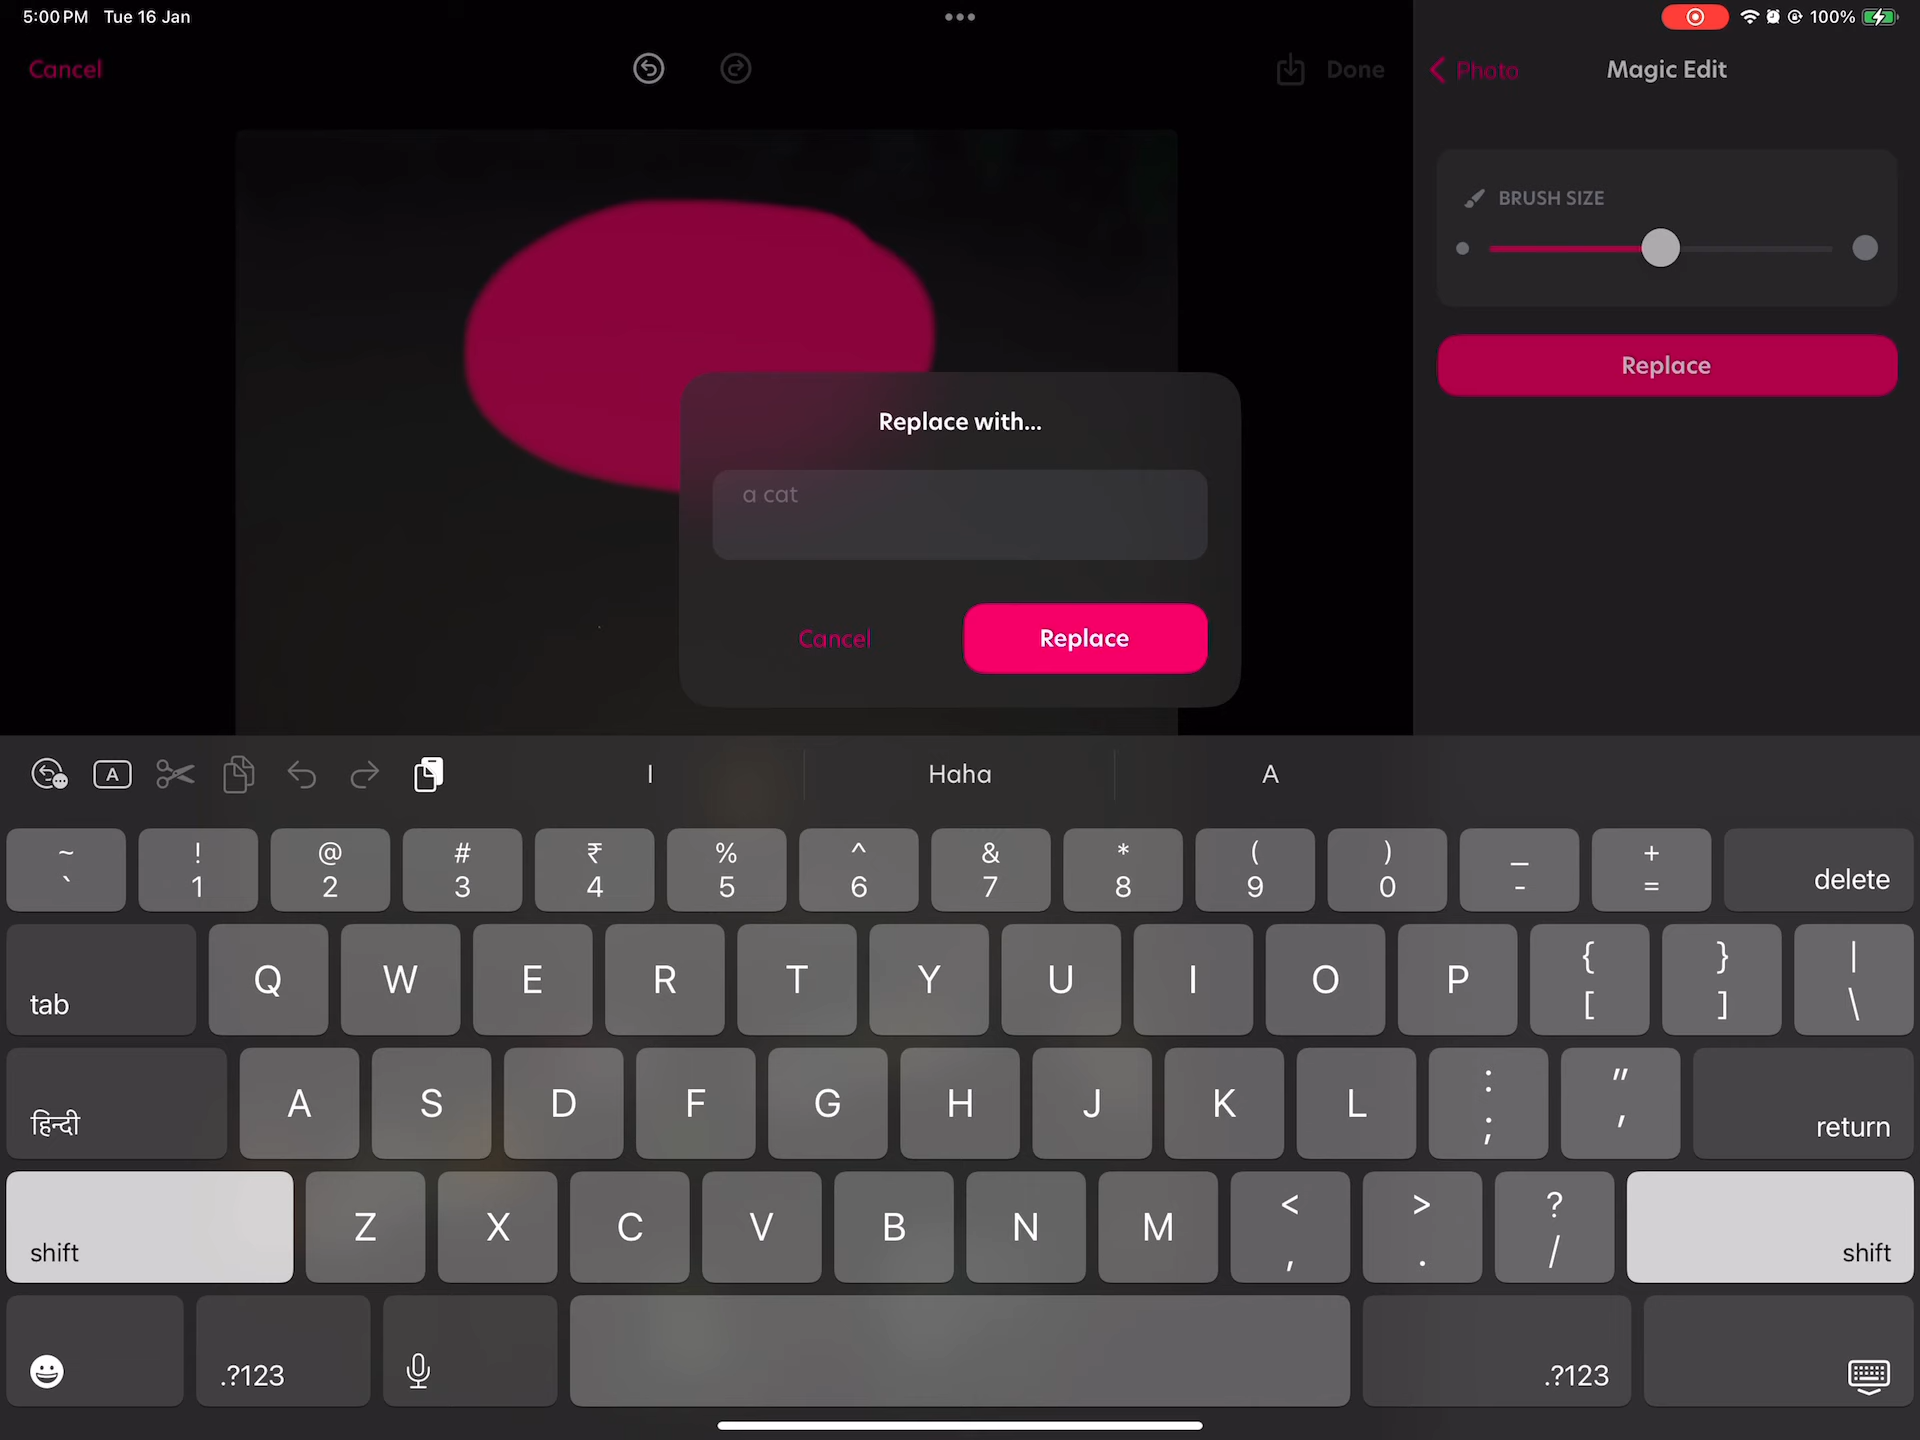 5:00 PM Tue 16 Jan
100%
Cancel
Done
Photo
Magic Edit
BRUSH SIZE
Replace
Replace with...
a cat
Cancel
Replace
A
I
Haha
A
~ ! @ # ₹ % ^ & * ( ) _ +
` 1 2 3 4 5 6 7 8 9 0 - = delete
tab Q W E R T Y U I O P { [ } ] | \
हिन्दी A S D F G H J K L : ; " ' return
shift Z X C V B N M < , > . ? / shift
.?123 .?123